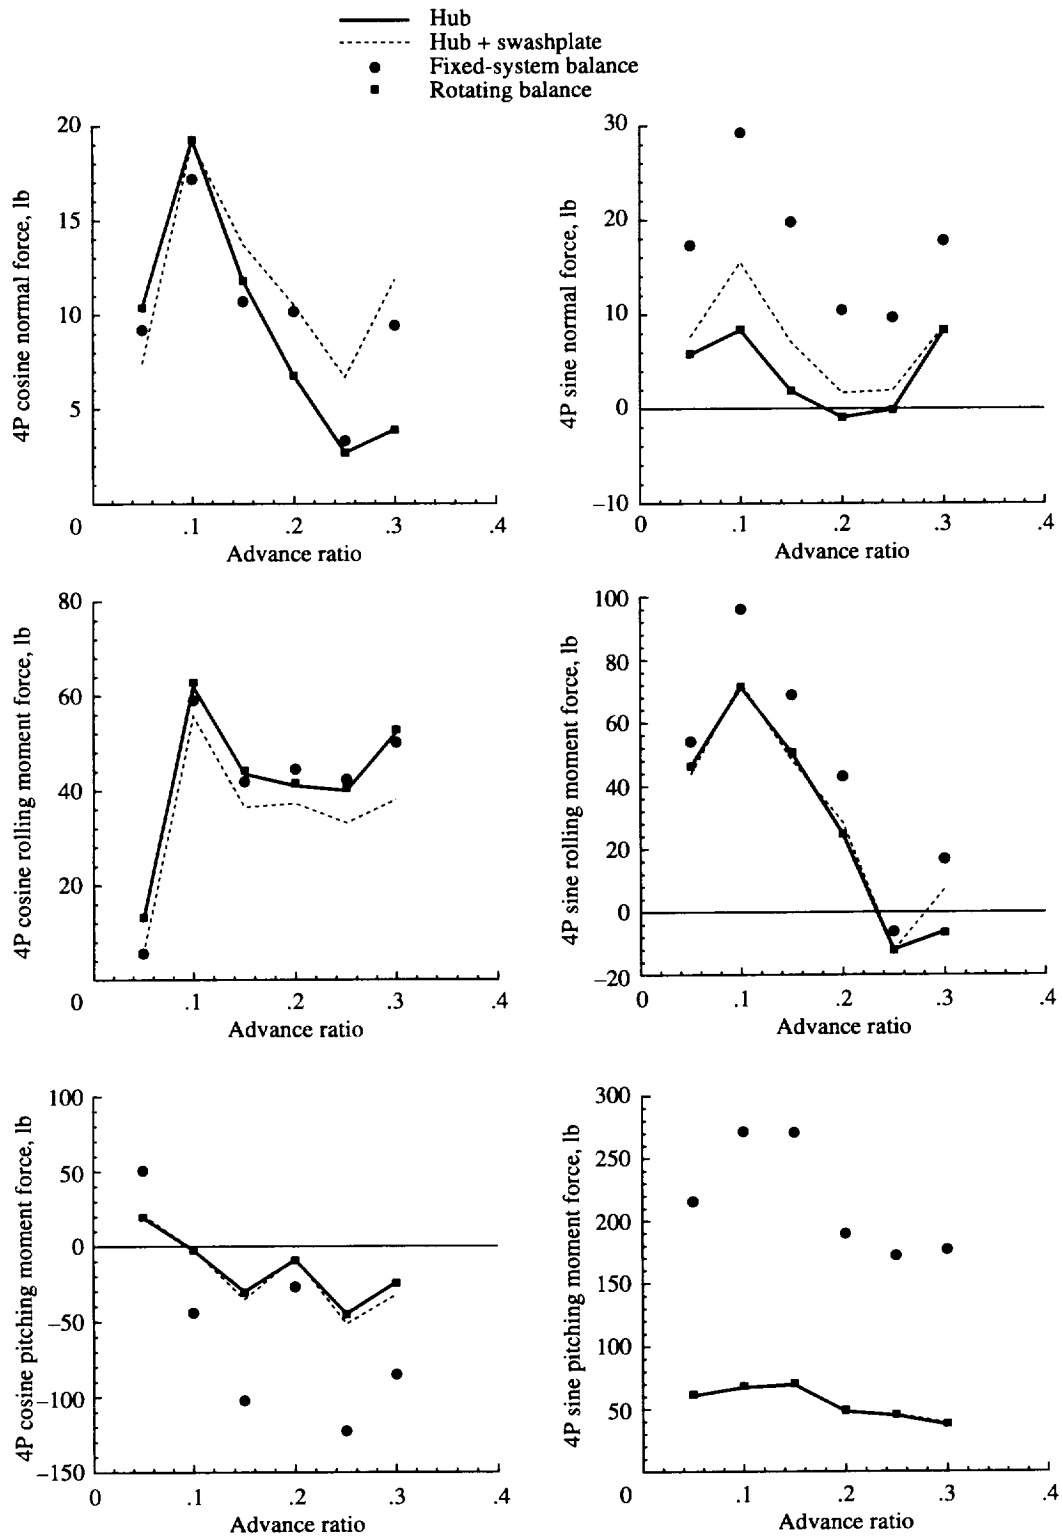 Hub
Hub + swashplate
Fixed-system balance
Rotating balance
4P cosine normal force, lb
20
15
10
5
0
.1 .2 .3 .4
Advance ratio
4P sine normal force, lb
30
20
10
0
–10
0 .1 .2 .3 .4
Advance ratio
4P cosine rolling moment force, lb
80
60
40
20
0 .1 .2 .3 .4
Advance ratio
4P sine rolling moment force, lb
100
80
60
40
20
0
–20
0 .1 .2 .3 .4
Advance ratio
4P cosine pitching moment force, lb
100
50
0
–50
–100
–150
0 .1 .2 .3 .4
Advance ratio
4P sine pitching moment force, lb
300
250
200
150
100
50
0 .1 .2 .3 .4
Advance ratio